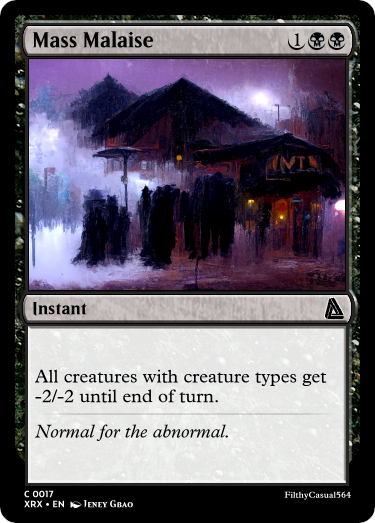 Mass Malaise 1
Instant
All creatures with creature types get
-2/-2 until end of turn.
Normal for the abnormal.
C 0017
XRX • EN Jeney Gbao
FilthyCasual564